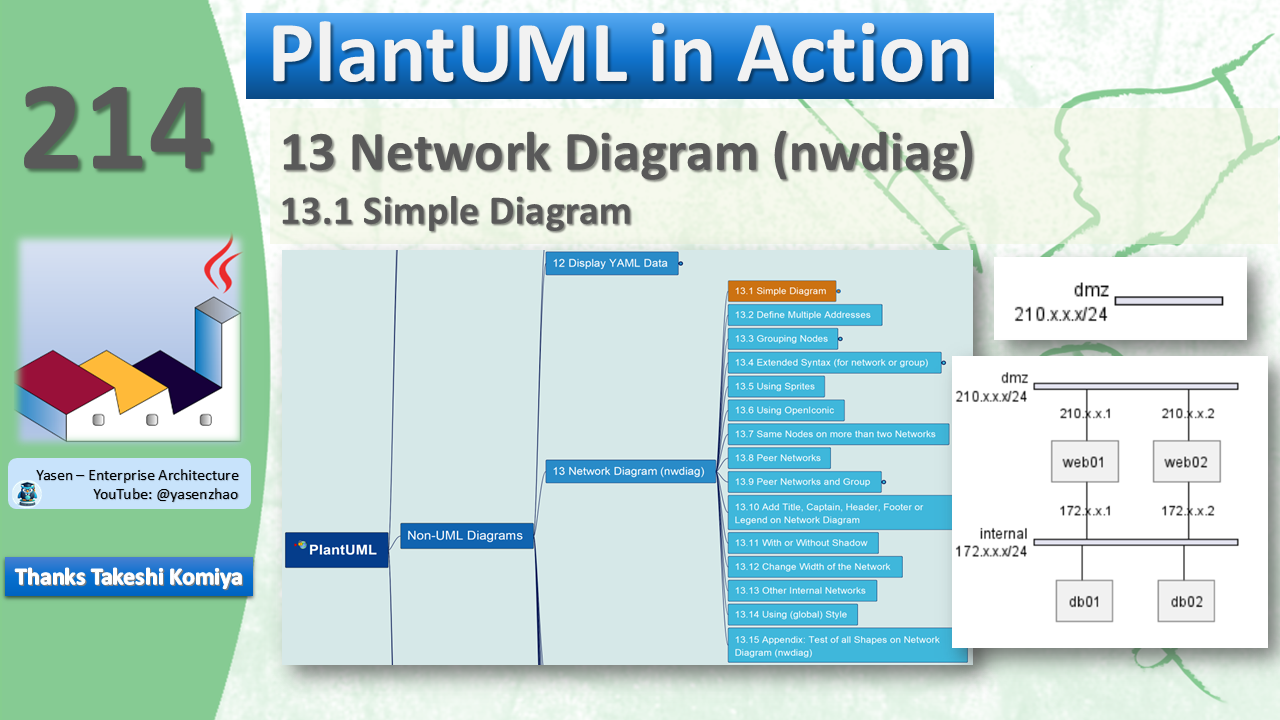 PlantUML in Action
214
13 Network Diagram (nwdiag)
13.1 Simple Diagram
Yasen – Enterprise Architecture
YouTube: @yasenzhao
Thanks Takeshi Komiya
PlantUML
Non-UML Diagrams
12 Display YAML Data
13 Network Diagram (nwdiag)
13.1 Simple Diagram
13.2 Define Multiple Addresses
13.3 Grouping Nodes
13.4 Extended Syntax (for network or group)
13.5 Using Sprites
13.6 Using OpenIconic
13.7 Same Nodes on more than two Networks
13.8 Peer Networks
13.9 Peer Networks and Group
13.10 Add Title, Captain, Header, Footer or
Legend on Network Diagram
13.11 With or Without Shadow
13.12 Change Width of the Network
13.13 Other Internal Networks
13.14 Using (global) Style
13.15 Appendix: Test of all Shapes on Network
Diagram (nwdiag)
dmz
210.x.x.x/24
dmz
210.x.x.x/24
210.x.x.1
210.x.x.2
web01
web02
172.x.x.1
172.x.x.2
internal
172.x.x.x/24
db01
db02